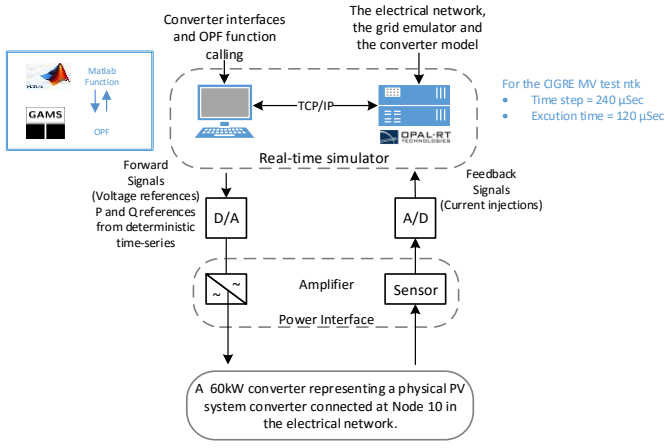 Converter interfaces
and OPF function
calling
The electrical network,
the grid emulator and
the converter model
Matlab
Function
GAMS
OPF
TCP/IP
OPAL-RT
TECHNOLOGIES
For the CIGRE MV test ntk
• Time step = 240 µSec
• Excution time = 120 µSec
Real-time simulator
Forward
Signals
(Voltage references)
P and Q references
from deterministic
time-series
Feedback
Signals
(Current injections)
D/A
A/D
~
~
Amplifier
Sensor
Power Interface
A 60kW converter representing a physical PV
system converter connected at Node 10 in
the electrical network.